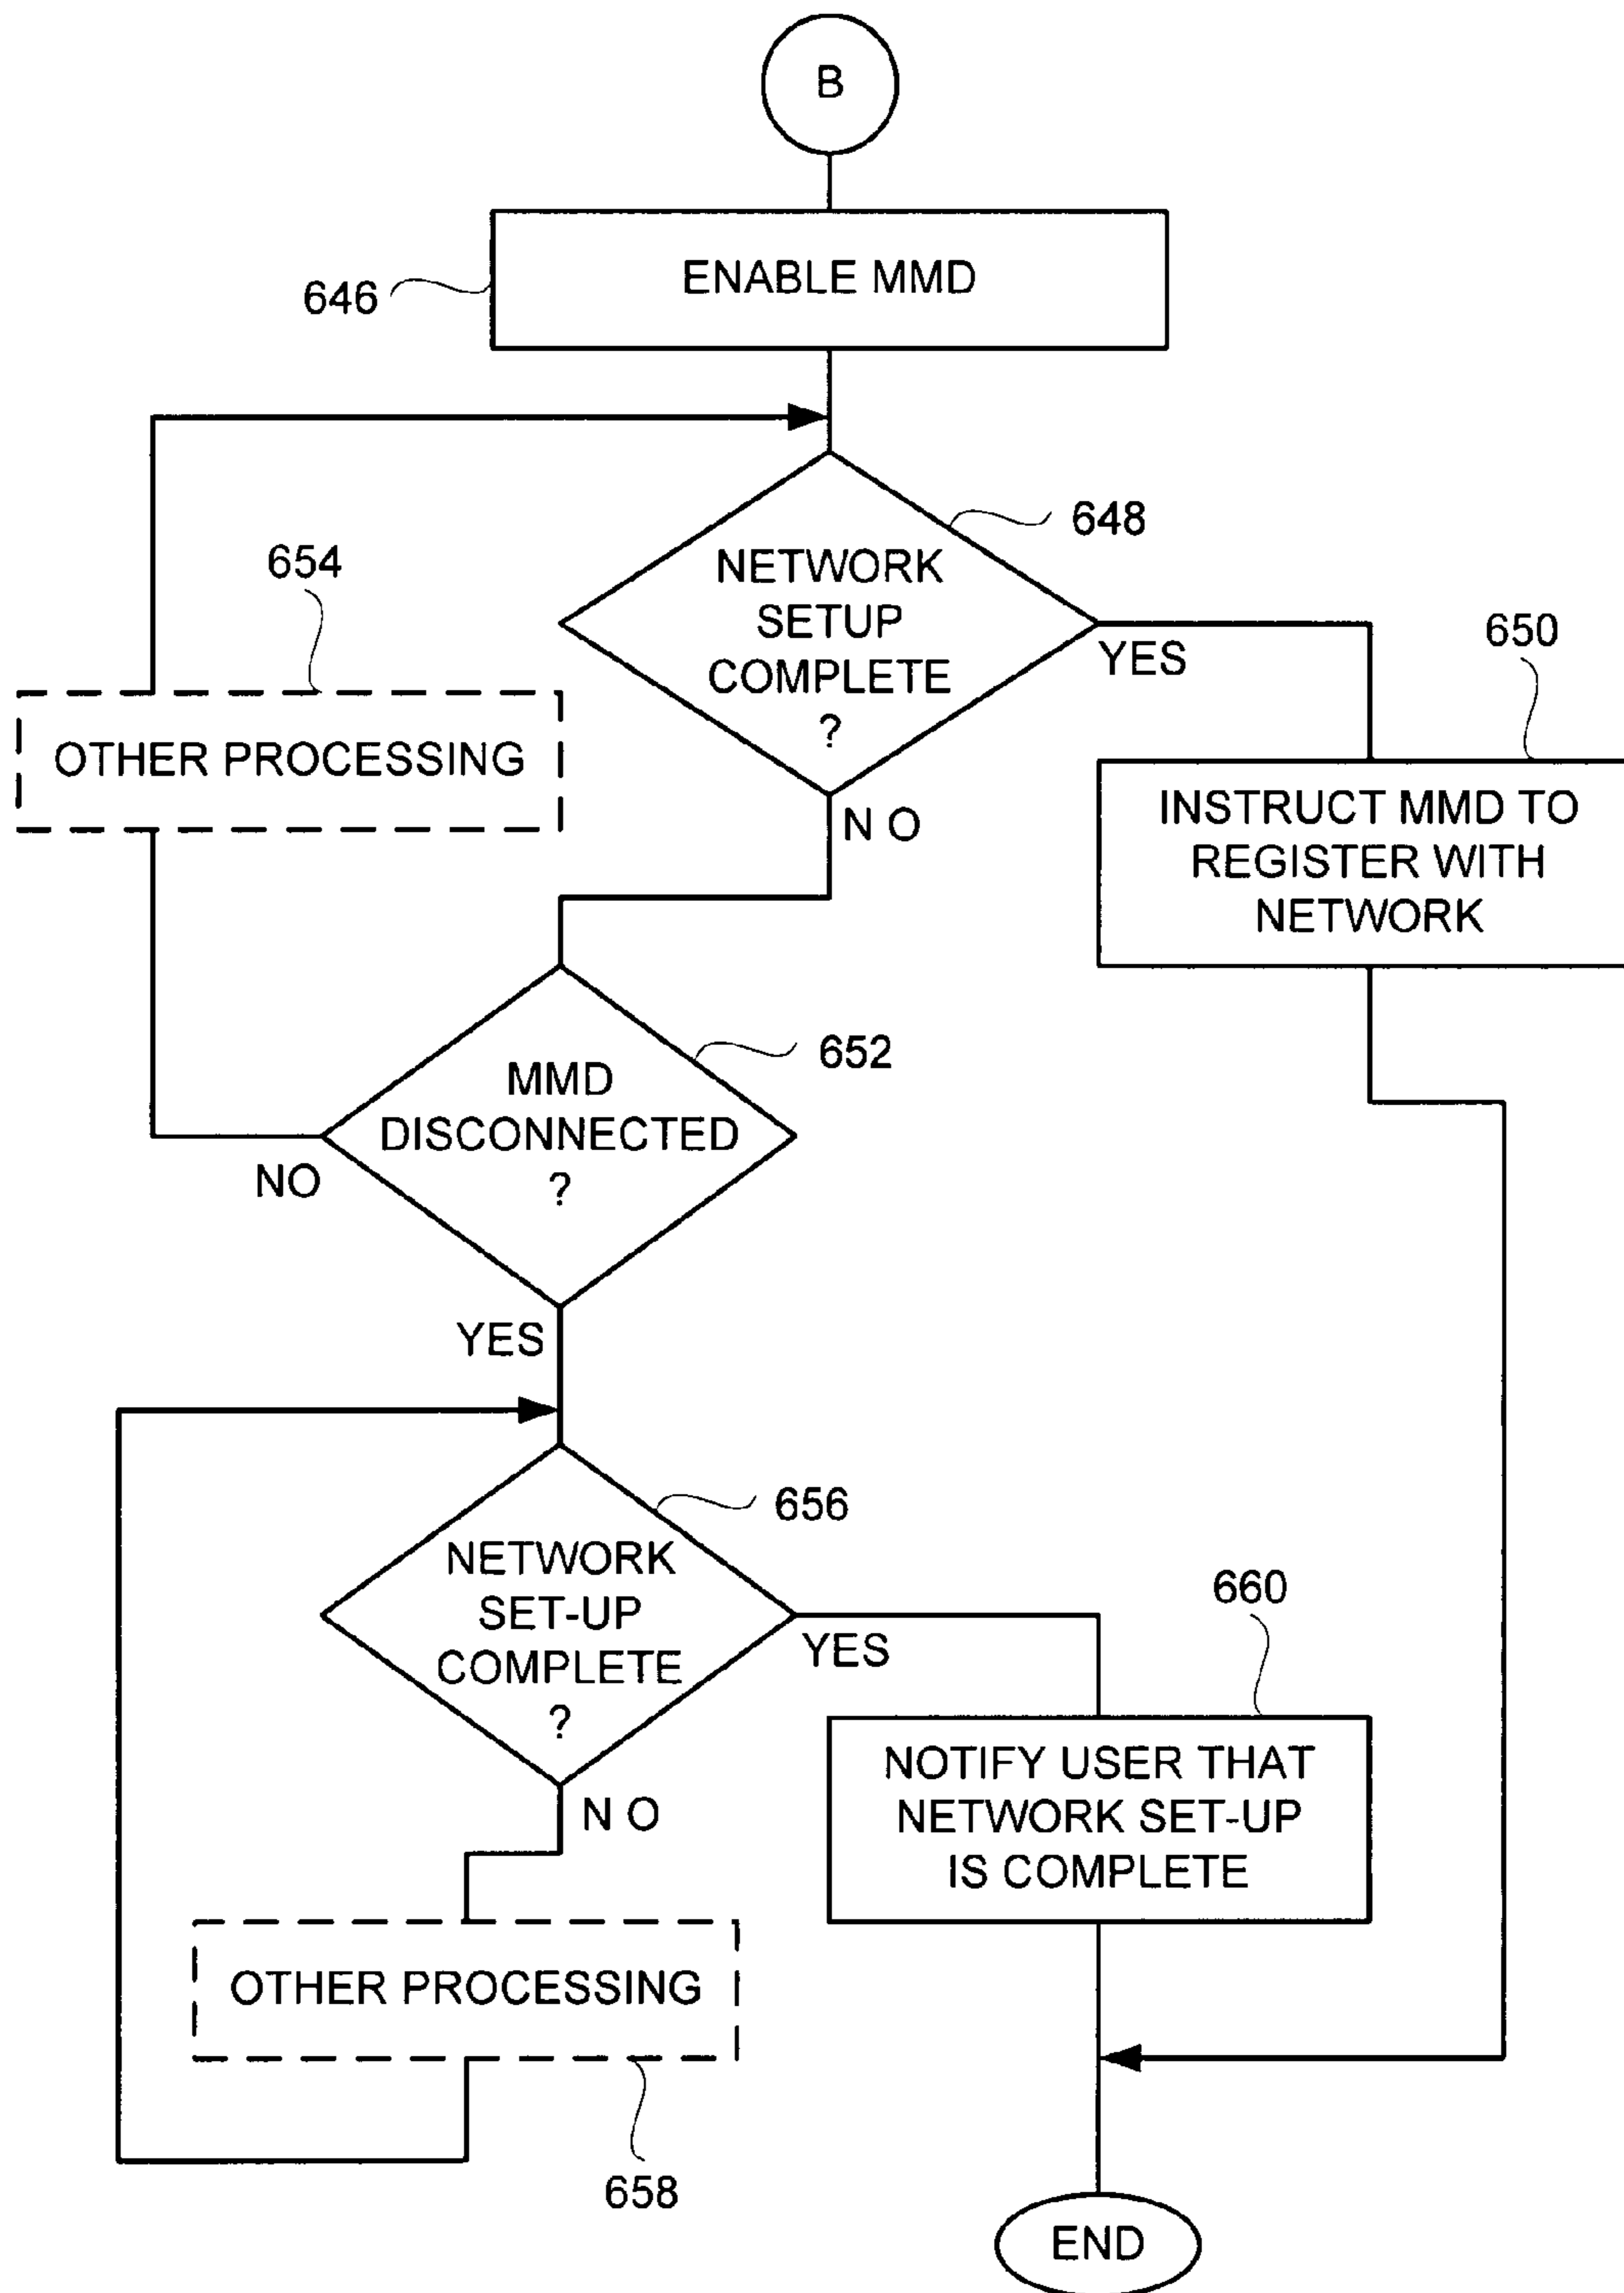 B
ENABLE MMD
646
648
NETWORK
SETUP
COMPLETE
?
YES
NO
654
OTHER PROCESSING
650
INSTRUCT MMD TO
REGISTER WITH
NETWORK
652
MMD
DISCONNECTED
?
NO
YES
656
NETWORK
SET-UP
COMPLETE
?
YES
NO
660
NOTIFY USER THAT
NETWORK SET-UP
IS COMPLETE
OTHER PROCESSING
658
END